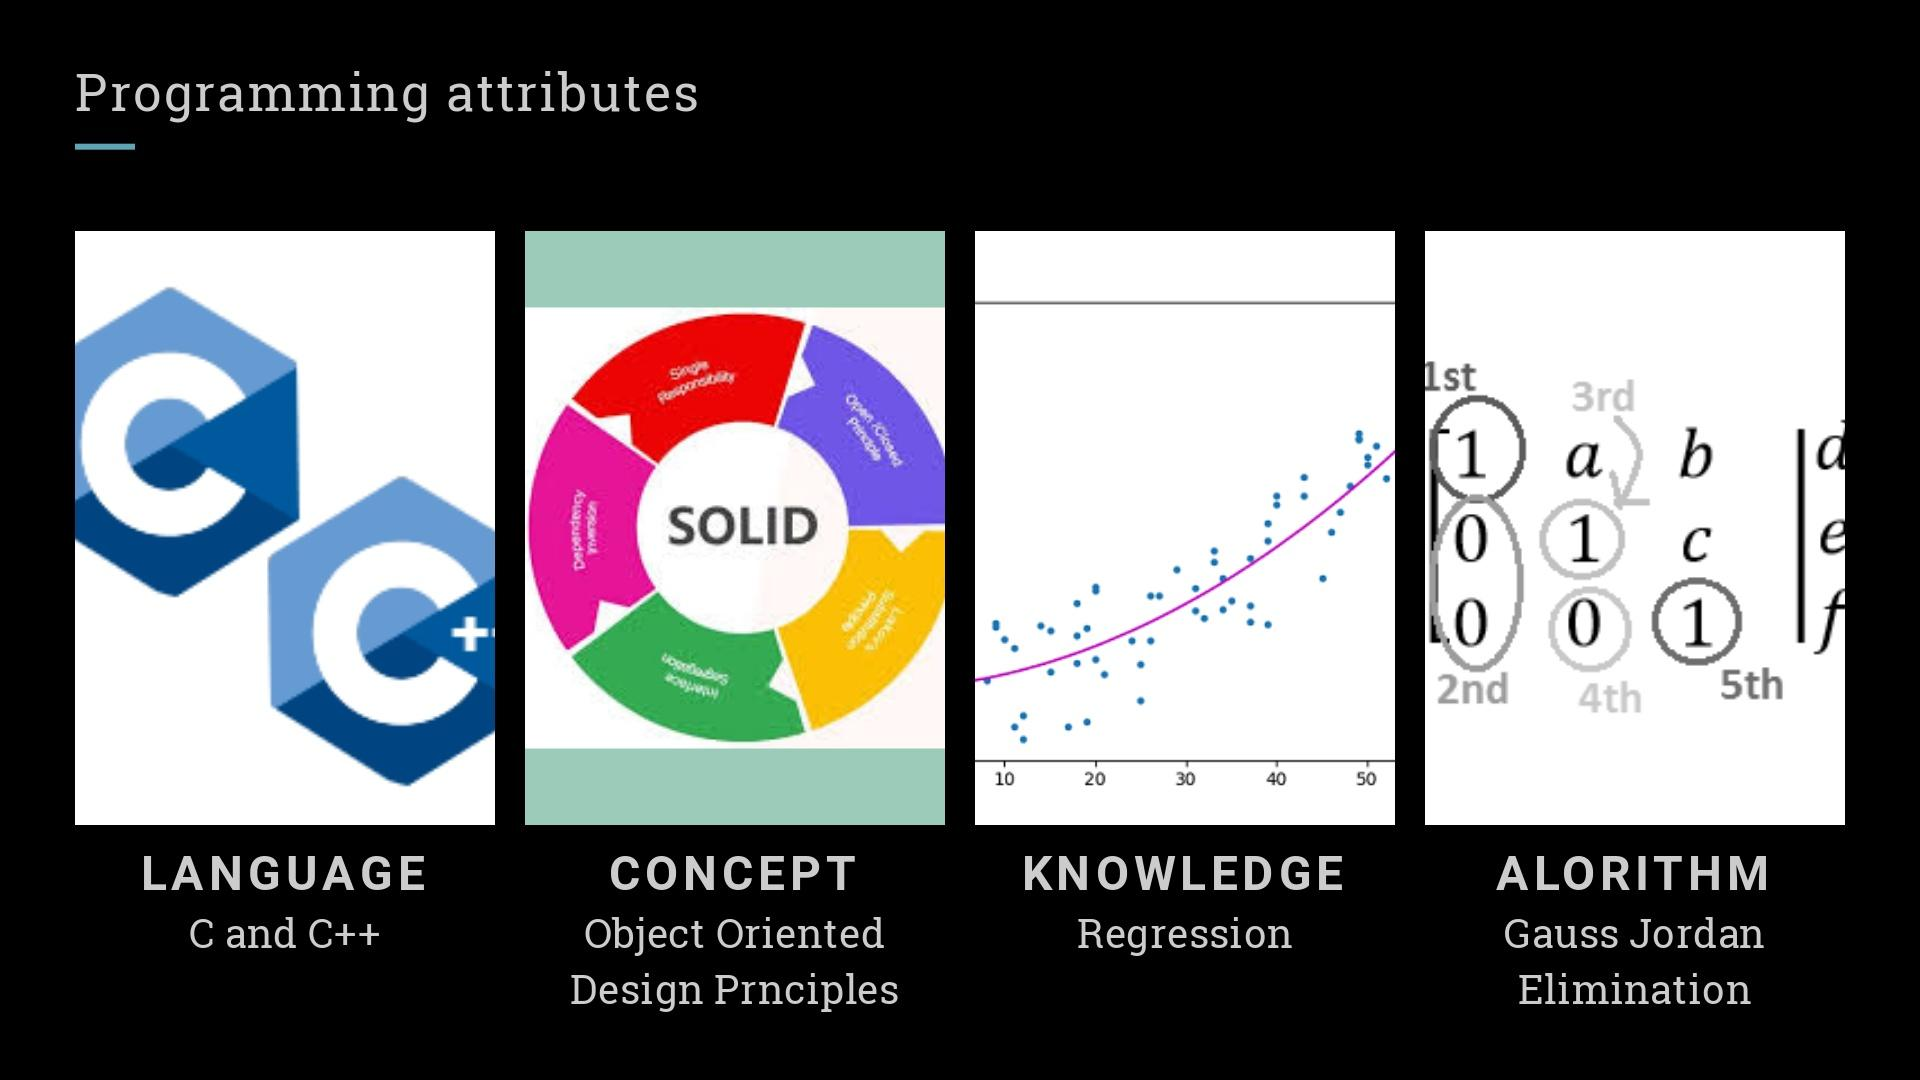 Programming attributes
C
C++
Single
Responsibility
Open /Closed
Principle
Liskov's
Substitution
Principle
Interface
Segregation
Dependency
Inversion
SOLID
10 20 30 40 50
1st
3rd
1 a b d
0 1 c e
0 0 1 f
2nd 4th 5th
LANGUAGE
C and C++
CONCEPT
Object Oriented
Design Prnciples
KNOWLEDGE
Regression
ALORITHM
Gauss Jordan
Elimination